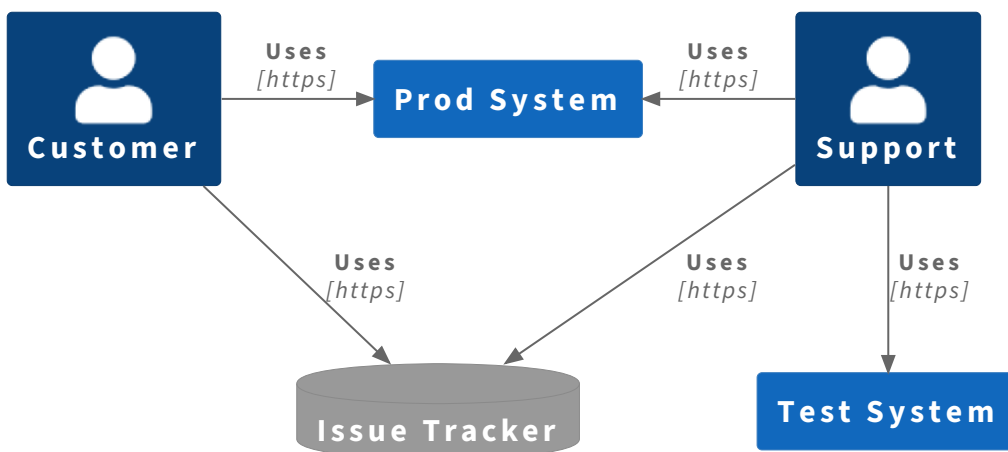 Uses
[https]
Uses
[https]
Prod System
Customer
Support
Uses
[https]
Uses
[https]
Uses
[https]
Issue Tracker
Test System